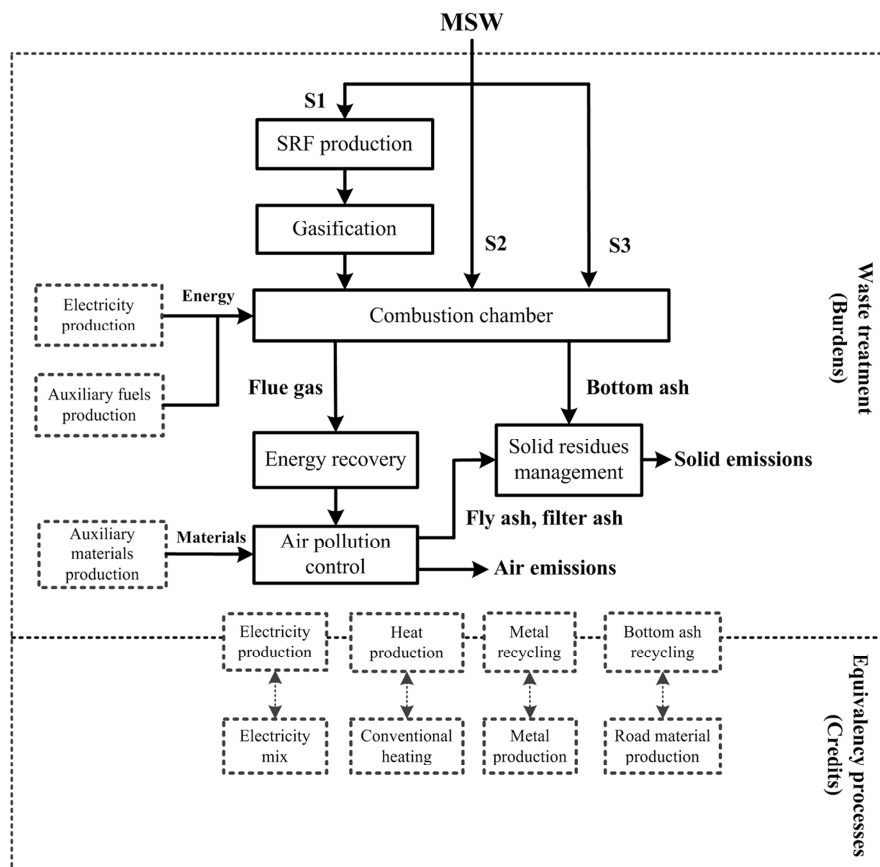 MSW
S1
SRF production
Gasification
S2
S3
Energy
Electricity
production
Combustion chamber
Auxiliary fuels
production
Flue gas
Bottom ash
Energy recovery
Solid residues
management
Solid emissions
Fly ash, filter ash
Auxiliary
materials
production
Materials
Air pollution
control
Air emissions
Waste treatment
(Burdens)
Electricity
production
Heat
production
Metal
recycling
Bottom ash
recycling
Electricity
mix
Conventional
heating
Metal
production
Road material
production
Equivalency processes
(Credits)